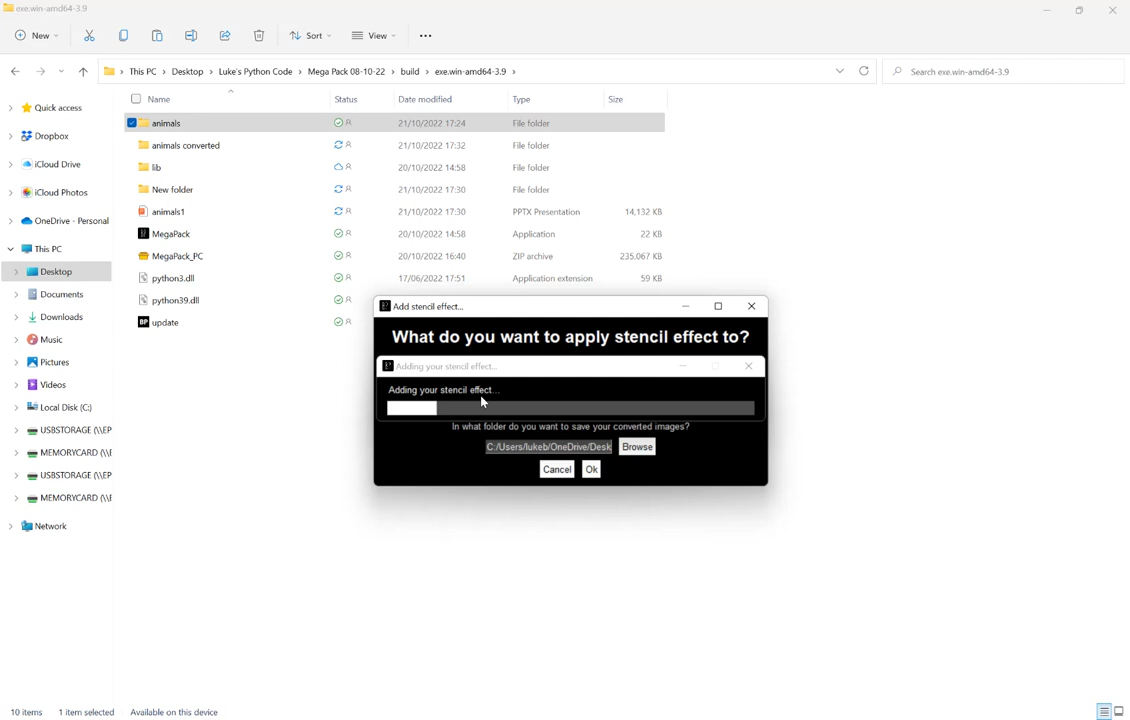 exe.win-amd64-3.9
New
Sort
View
This PC > Desktop > Luke's Python Code > Mega Pack 08-10-22 > build > exe.win-amd64-3.9 >
Search exe.win-amd64-3.9
Name Status Date modified Type Size
Quick access
Dropbox
iCloud Drive
iCloud Photos
OneDrive - Personal
This PC
Desktop
Documents
Downloads
Music
Pictures
Videos
Local Disk (C:)
USBSTORAGE (\\EP
MEMORYCARD (\\E
USBSTORAGE (\\EP
MEMORYCARD (\\E
Network
animals 21/10/2022 17:24 File folder
animals converted 21/10/2022 17:32 File folder
lib 20/10/2022 14:58 File folder
New folder 21/10/2022 17:30 File folder
animals1 21/10/2022 17:30 PPTX Presentation 14,132 KB
MegaPack 20/10/2022 14:58 Application 22 KB
MegaPack_PC 20/10/2022 16:40 ZIP archive 235,067 KB
python3.dll 17/06/2022 17:51 Application extension 59 KB
python39.dll
BP update
Add stencil effect...
What do you want to apply stencil effect to?
Adding your stencil effect...
Adding your stencil effect...
In what folder do you want to save your converted images?
C:/Users/lukeb/OneDrive/Desk Browse
Cancel Ok
10 items 1 item selected Available on this device